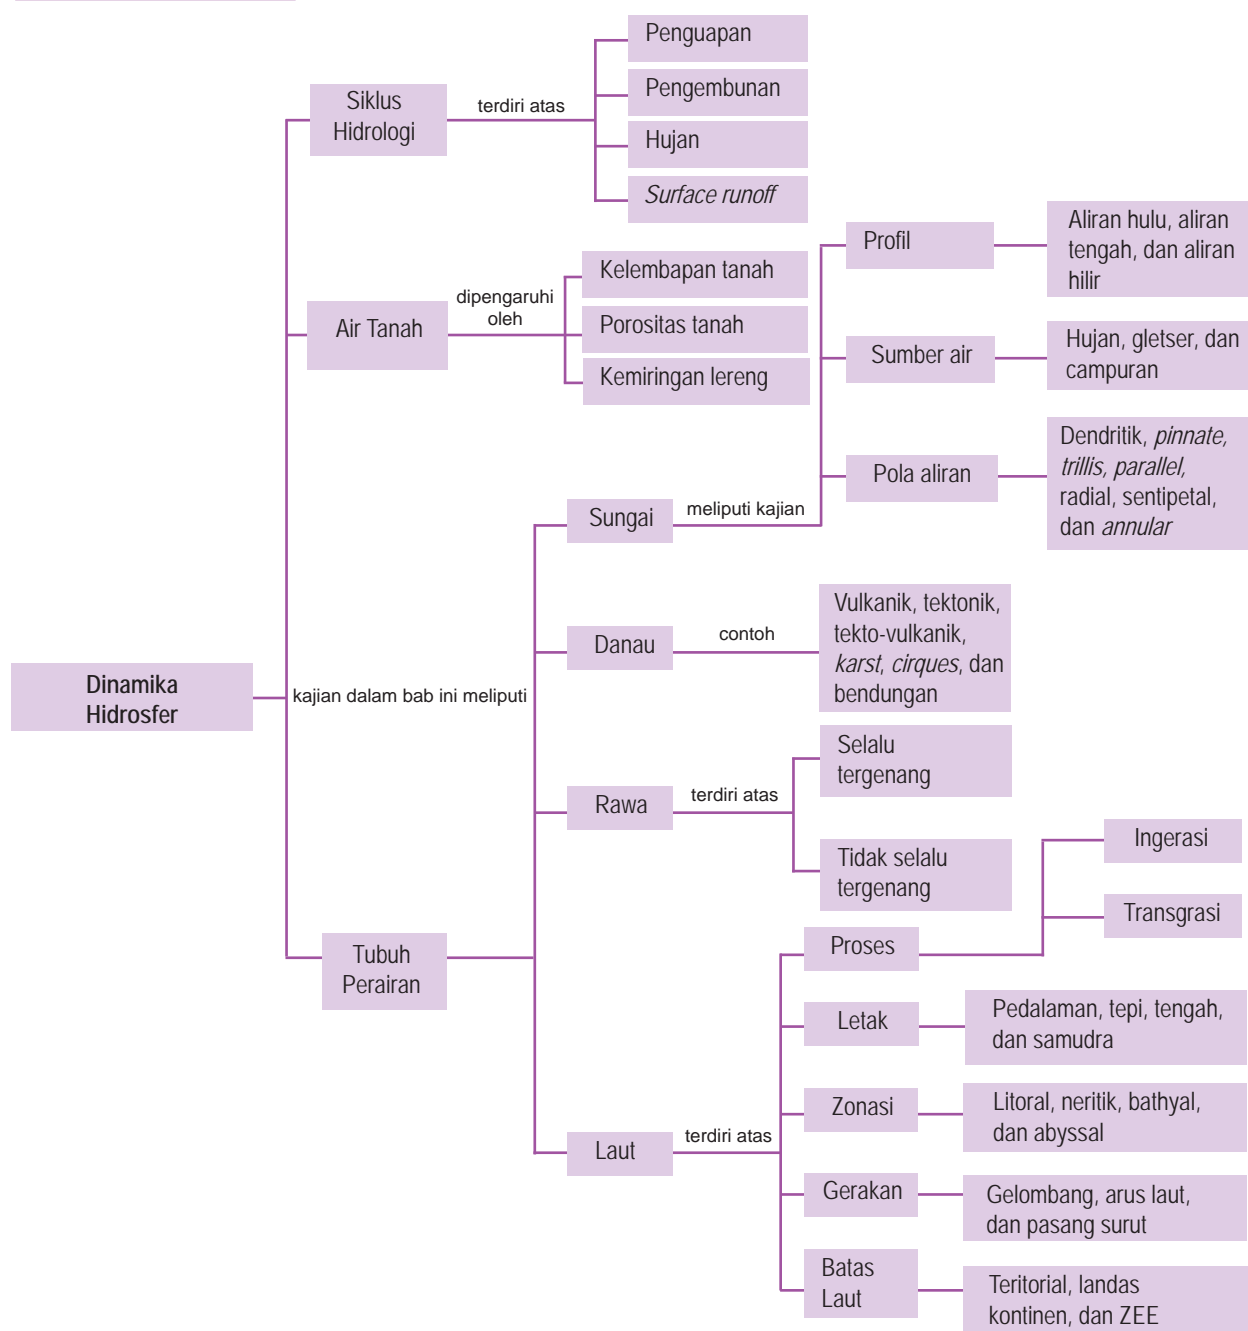 Penguapan
Pengembunan
Hujan
Surface runoff
Siklus
Hidrologi
terdiri atas
Profil
Aliran hulu, aliran
tengah, dan aliran
hilir
Kelembapan tanah
Porositas tanah
Kemiringan lereng
Air Tanah
dipengaruhi
oleh
Sumber air
Hujan, gletser, dan
campuran
Pola aliran
Dendritik, pinnate,
trillis, parallel,
radial, sentipetal,
dan annular
Sungai
meliputi kajian
Danau
contoh
Vulkanik, tektonik,
tekto-vulkanik,
karst, cirques, dan
bendungan
Dinamika
Hidrosfer
kajian dalam bab ini meliputi
Rawa
terdiri atas
Selalu
tergenang
Tidak selalu
tergenang
Ingerasi
Transgrasi
Tubuh
Perairan
Proses
Letak
Pedalaman, tepi, tengah,
dan samudra
Zonasi
Litoral, neritik, bathyal,
dan abyssal
Laut
terdiri atas
Gerakan
Gelombang, arus laut,
dan pasang surut
Batas
Laut
Teritorial, landas
kontinen, dan ZEE